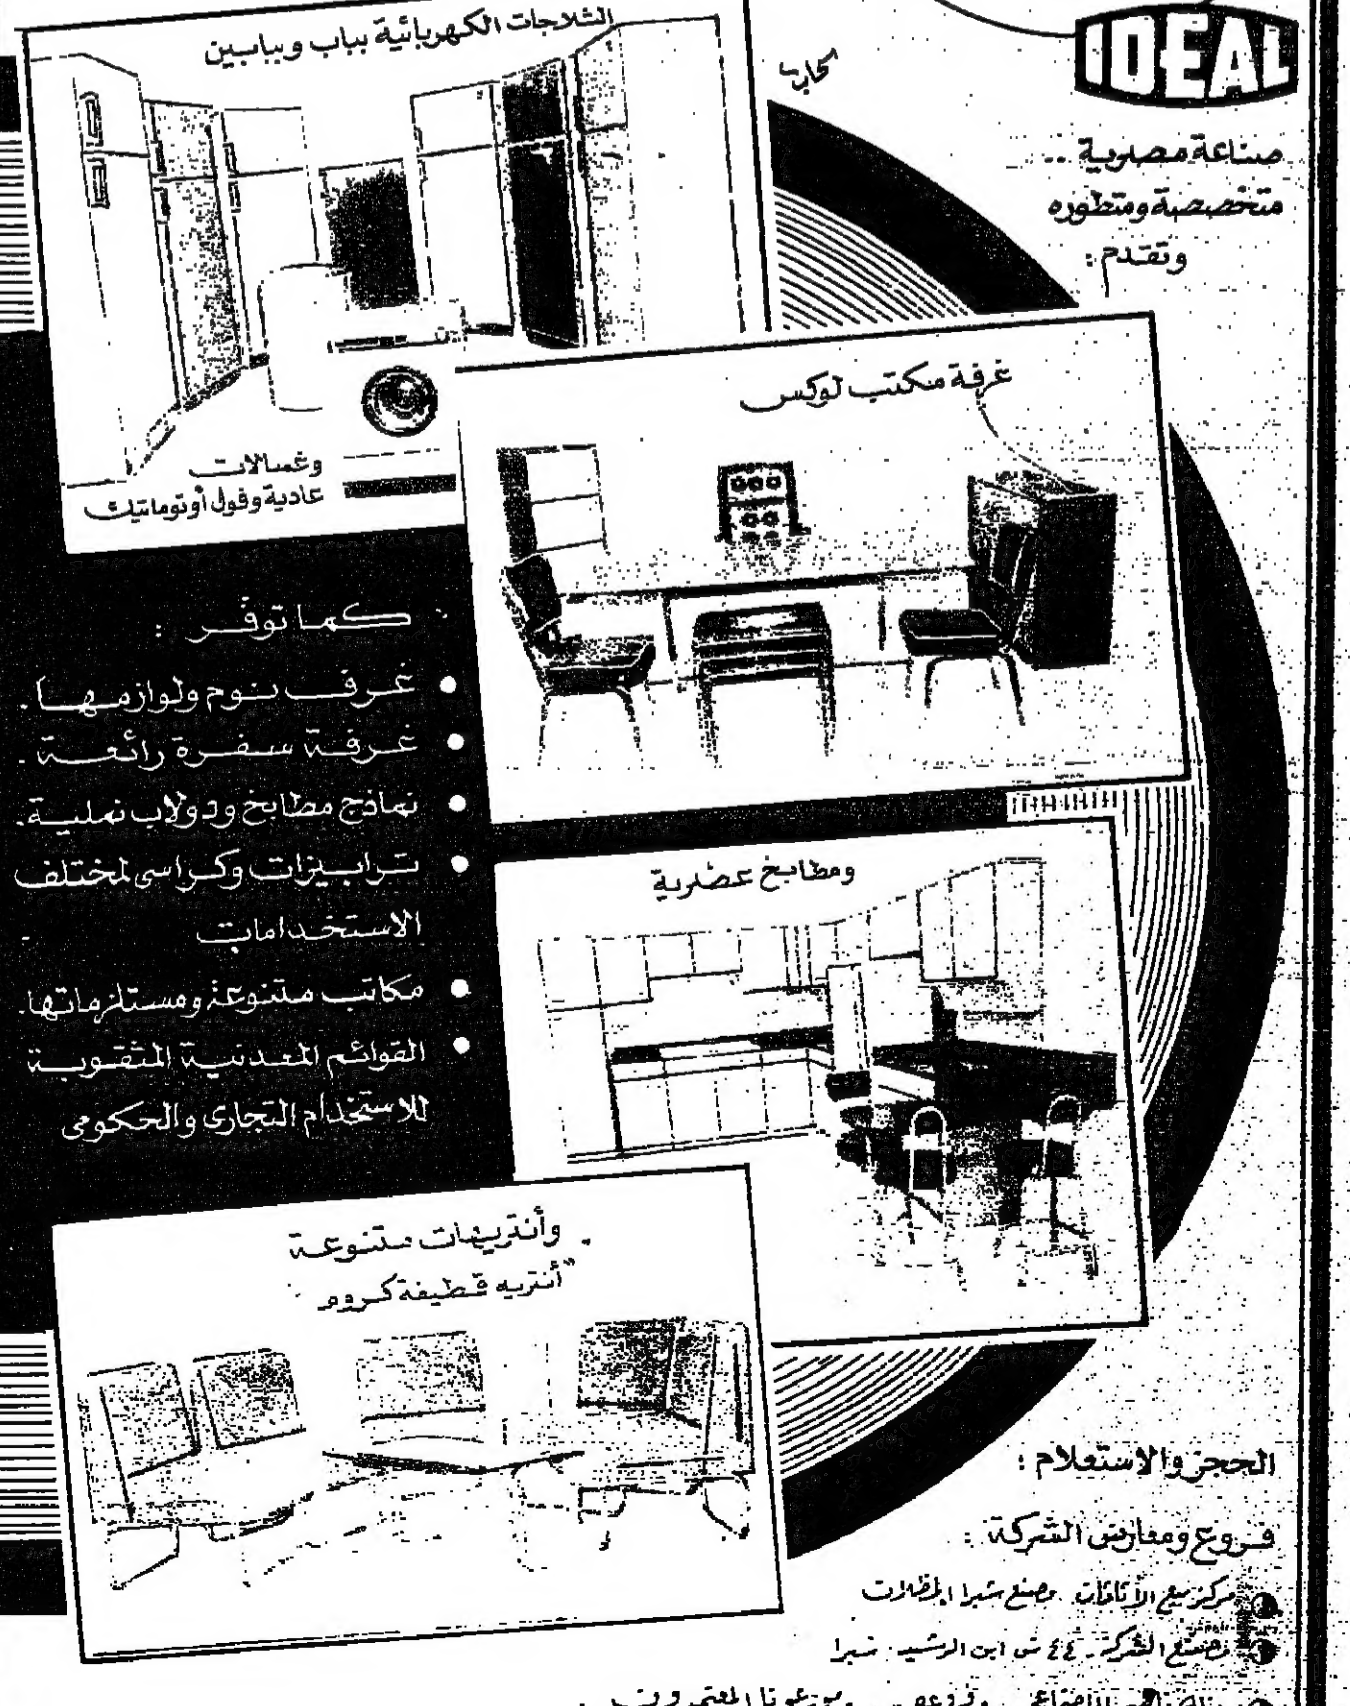 IDEAL
صناعة مصرية ..
متخصصة ومتطوره
وتقدم :
الثلاجات الكهربائية بباب وببابين
وغسالات
عادية وفول أوتوماتيك
غرفة مكتب لوكس
كما توفر :
• غرف نوم ولوازمها .
• غرفة سفرة رائعة .
• نماذج مطابخ ودولاب نملية .
• ترابيزات وكراسى لمختلف
الاستخدامات
• مكاتب متنوعة ومستلزماتها .
• القوائم المعدنية المثقوبة
للاستخدام التجارى والحكومى
ومطابخ عصرية
وأنتريهات متنوعة
"أنتريه قطيفة كروم
الحجز والاستعلام :
فروع ومعارض الشركة :
مركز بيع الأثاثات مصنع شبرا المظلات
مصنع الشركة - ٤٤ ش ابن الرشيد شبرا
وموزعونا المعتمدون